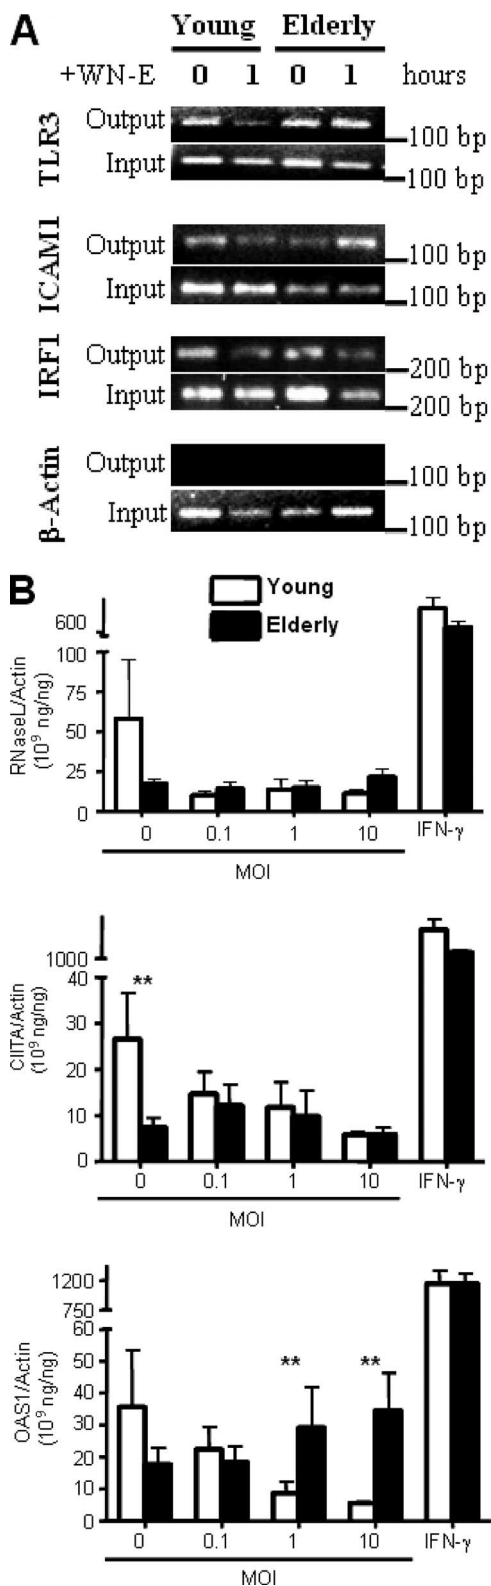 A
Young Elderly
+WN-E 0 1 0 1 hours
TLR3
Output 100 bp
Input 100 bp
ICAM1
Output 100 bp
Input 100 bp
IRF1
Output 200 bp
Input 200 bp
β-Actin
Output 100 bp
Input 100 bp
B
Young
Elderly
RNaseL/Actin
(10⁹ ng/ng)
600
100
75
50
25
0
0 0.1 1 10 IFN-γ
MOI
CIITA/Actin
(10⁹ ng/ng)
1000
40
30
20
10
0
**
0 0.1 1 10 IFN-γ
MOI
OAS1/Actin
(10⁹ ng/ng)
1200
750
60
50
40
30
20
10
0
** **
0 0.1 1 10 IFN-γ
MOI